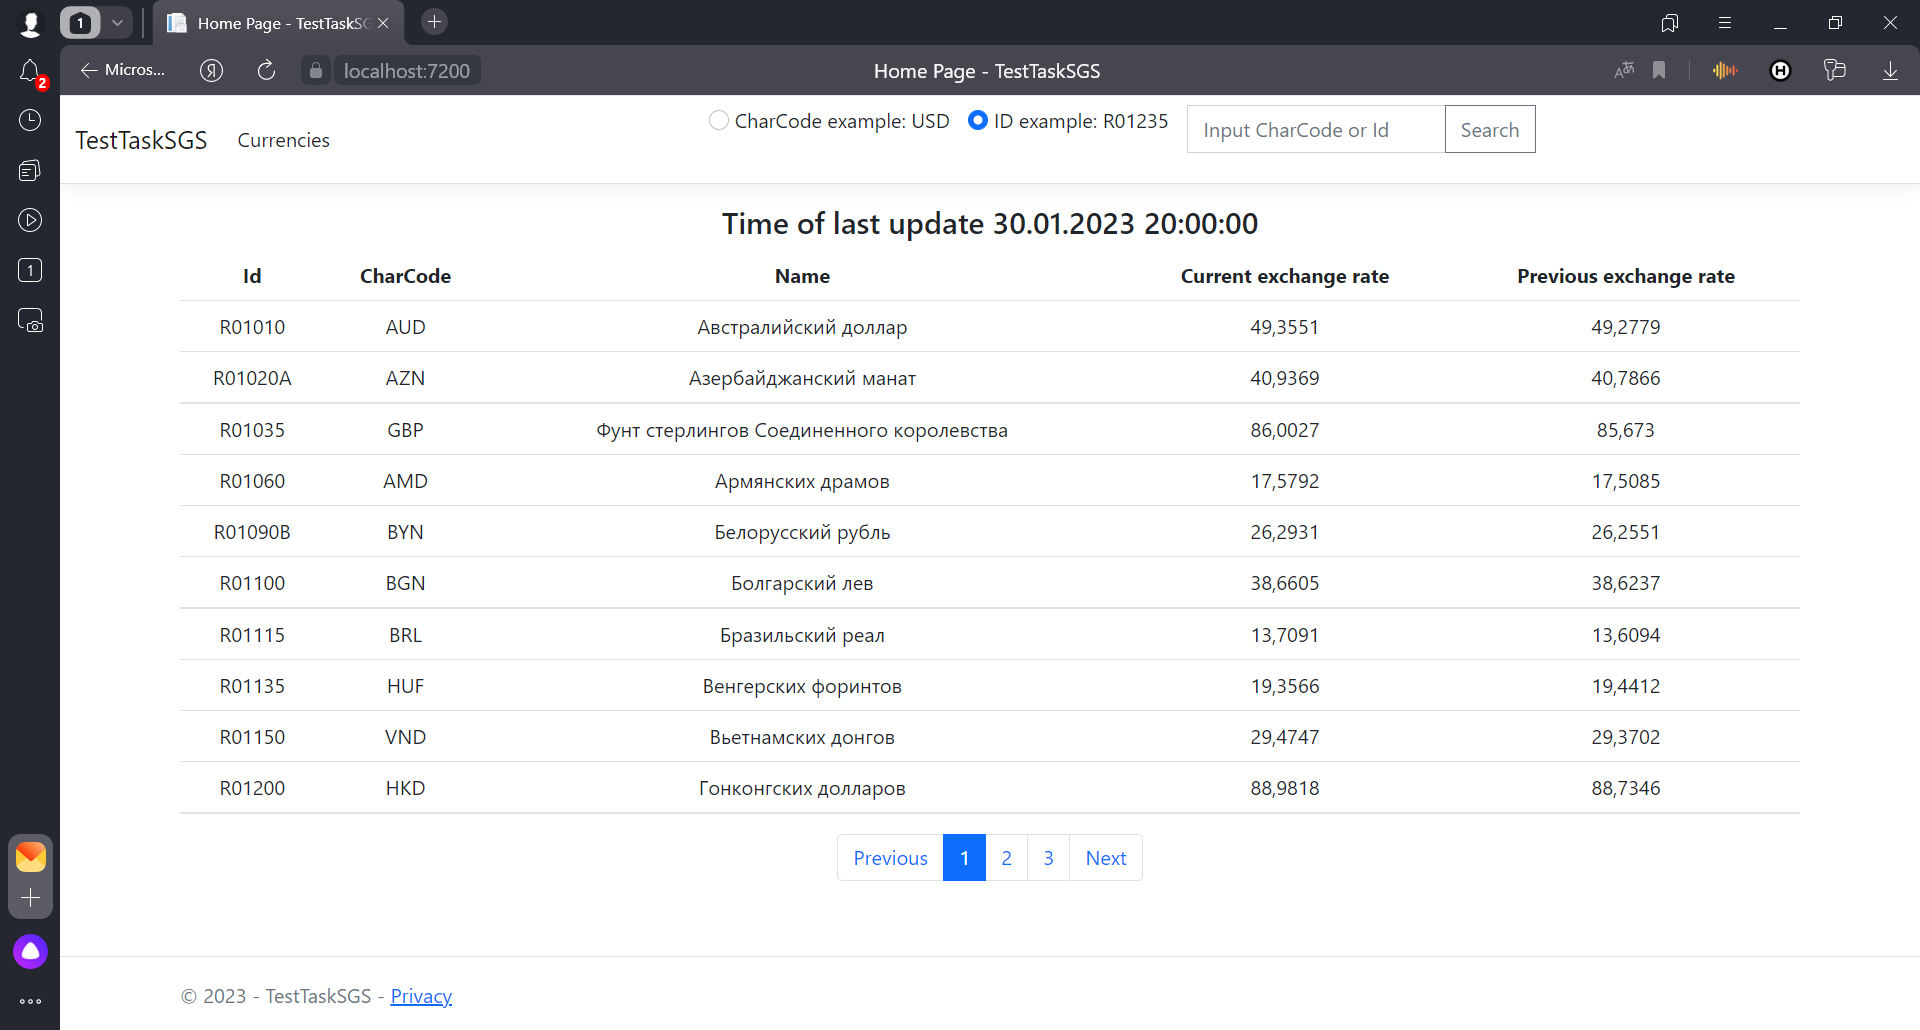 1
Home Page - TestTaskSG
2
Micros...
Я
localhost:7200
Home Page - TestTaskSGS
H
1
TestTaskSGS Currencies
CharCode example: USD ID example: R01235
Input CharCode or Id Search
Time of last update 30.01.2023 20:00:00
Id CharCode Name Current exchange rate Previous exchange rate
R01010 AUD Австралийский доллар 49,3551 49,2779
R01020A AZN Азербайджанский манат 40,9369 40,7866
R01035 GBP Фунт стерлингов Соединенного королевства 86,0027 85,673
R01060 AMD Армянских драмов 17,5792 17,5085
R01090B BYN Белорусский рубль 26,2931 26,2551
R01100 BGN Болгарский лев 38,6605 38,6237
R01115 BRL Бразильский реал 13,7091 13,6094
R01135 HUF Венгерских форинтов 19,3566 19,4412
R01150 VND Вьетнамских донгов 29,4747 29,3702
R01200 HKD Гонконгских долларов 88,9818 88,7346
Previous 1 2 3 Next
© 2023 - TestTaskSGS - Privacy